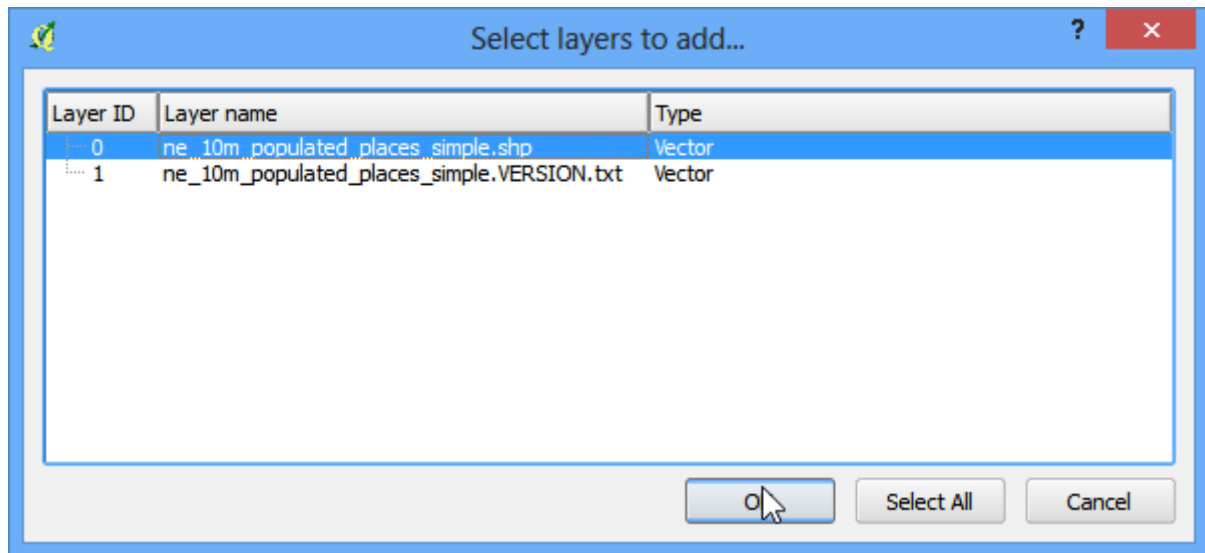 Select layers to add...
?
Layer ID Layer name Type
0 ne_10m_populated_places_simple.shp Vector
1 ne_10m_populated_places_simple.VERSION.txt Vector
Select All Cancel